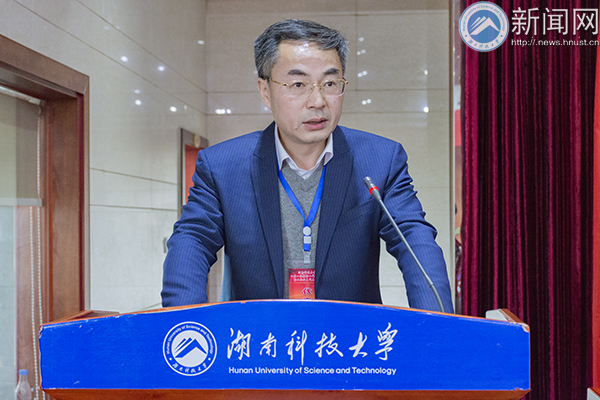 新闻网
http://news.hnust.cn
湖南科技大学
Hunan University of Science and Technology